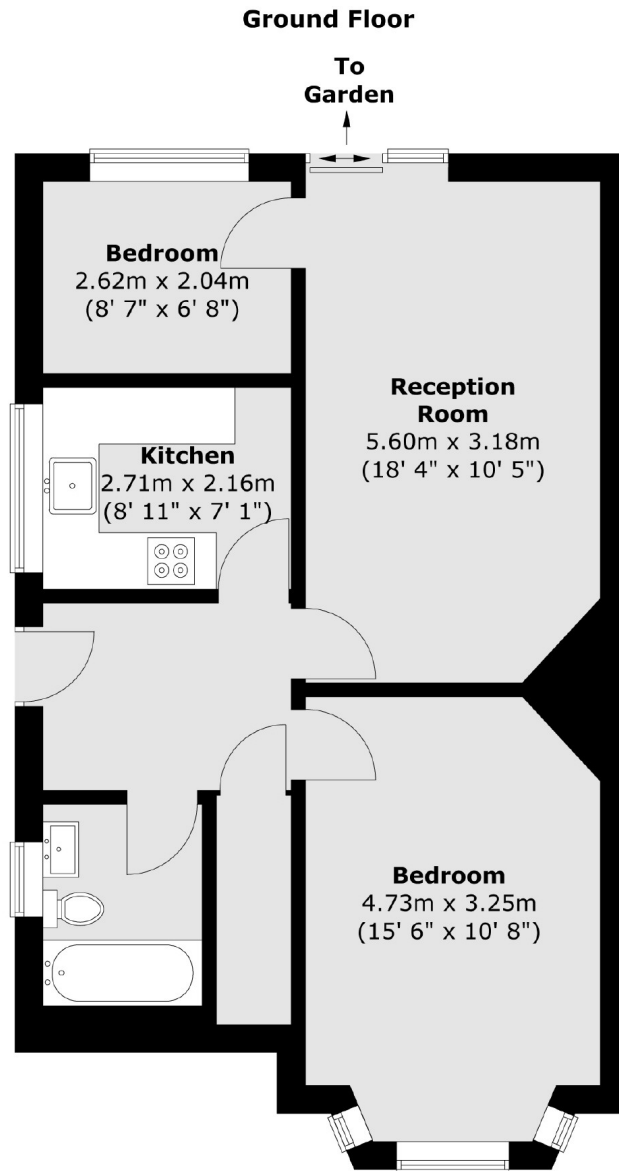 Ground Floor
To
Garden
Bedroom
2.62m x 2.04m
(8' 7" x 6' 8")
Reception
Room
5.60m x 3.18m
(18' 4" x 10' 5")
Kitchen
2.71m x 2.16m
(8' 11" x 7' 1")
Bedroom
4.73m x 3.25m
(15' 6" x 10' 8")